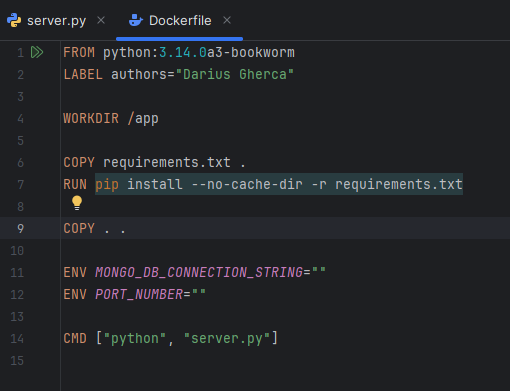 server.py Dockerfile
1 FROM python:3.14.0a3-bookworm
2 LABEL authors="Darius Gherca"
3
4 WORKDIR /app
5
6 COPY requirements.txt .
7 RUN pip install --no-cache-dir -r requirements.txt
8
9 COPY . .
10
11 ENV MONGO_DB_CONNECTION_STRING=""
12 ENV PORT_NUMBER=""
13
14 CMD ["python", "server.py"]
15